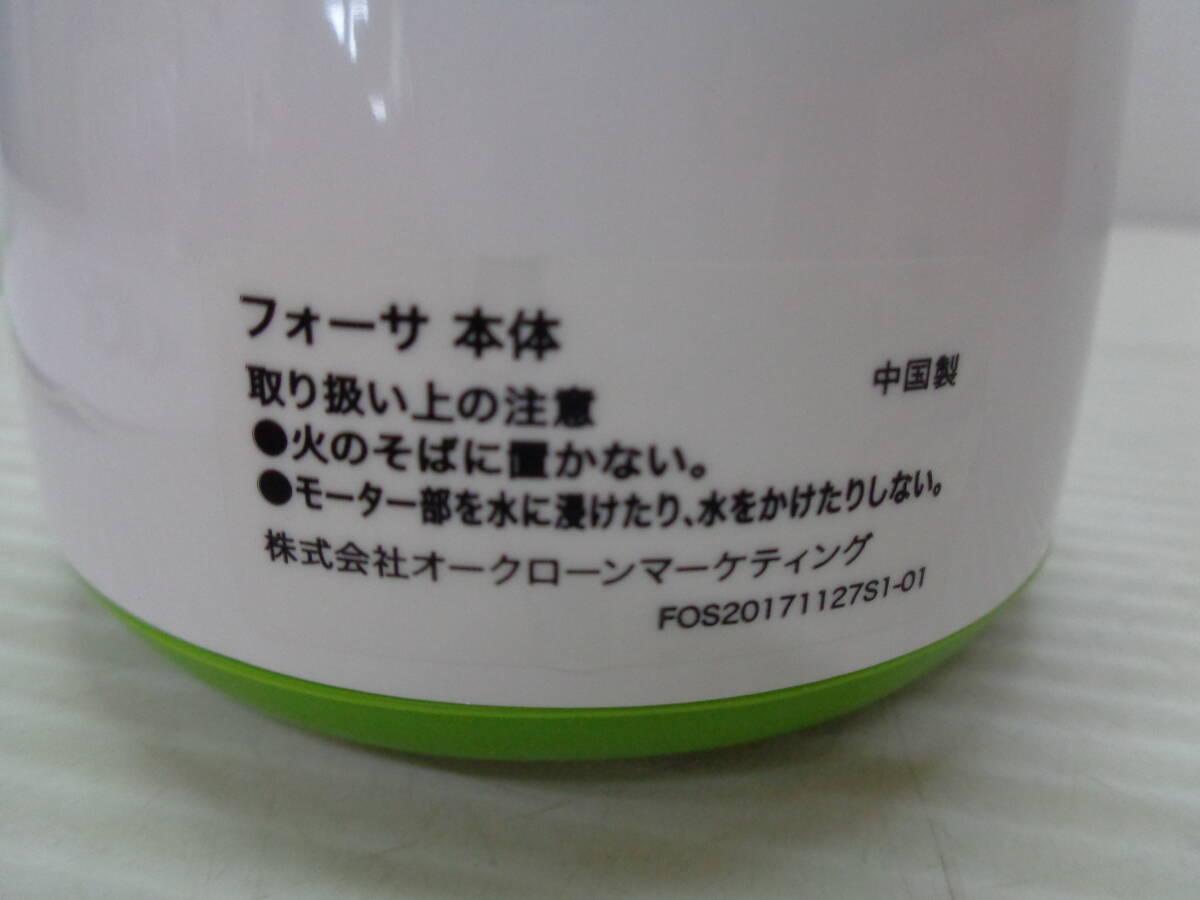 フォーサ 本体
取り扱い上の注意
中国製
●火のそばに置かない。
●モーター部を水に浸けたり、水をかけたりしない。
株式会社オークローンマーケティング
FOS20171127S1-01